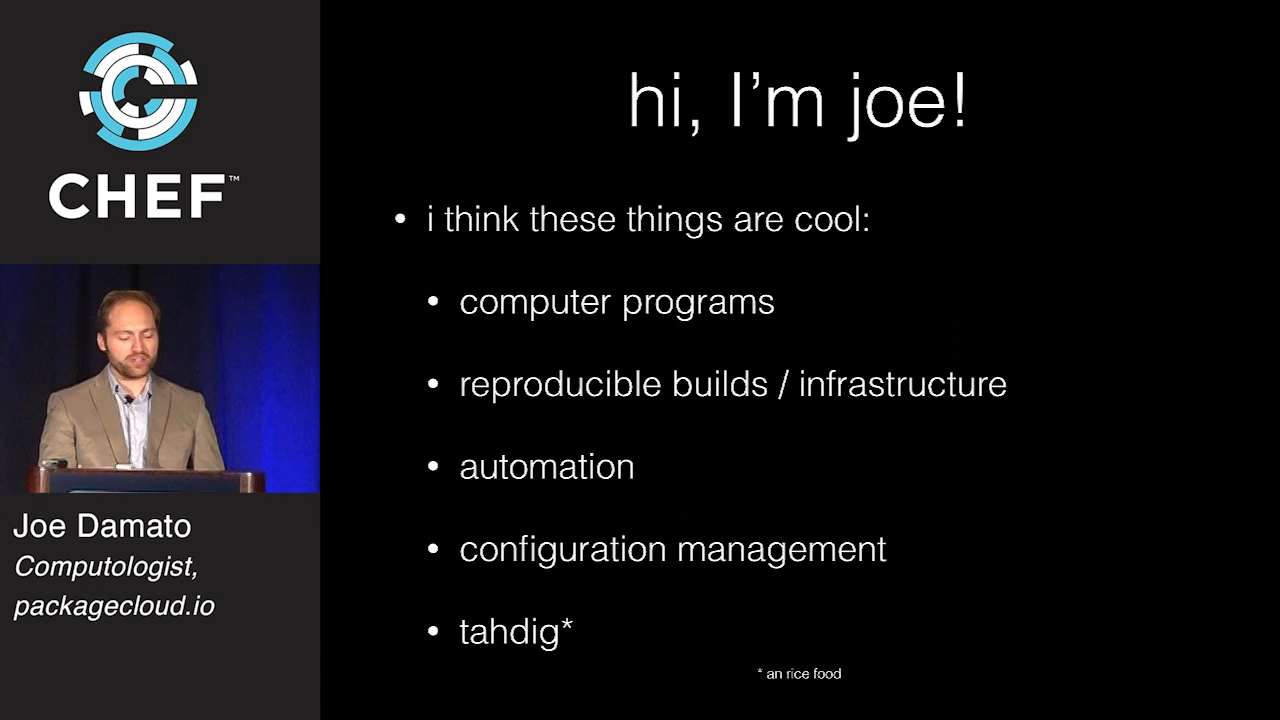 CHEF™
Joe Damato
Computologist,
packagecloud.io
hi, I'm joe!
• i think these things are cool:
• computer programs
• reproducible builds / infrastructure
• automation
• configuration management
• tahdig*
* an rice food